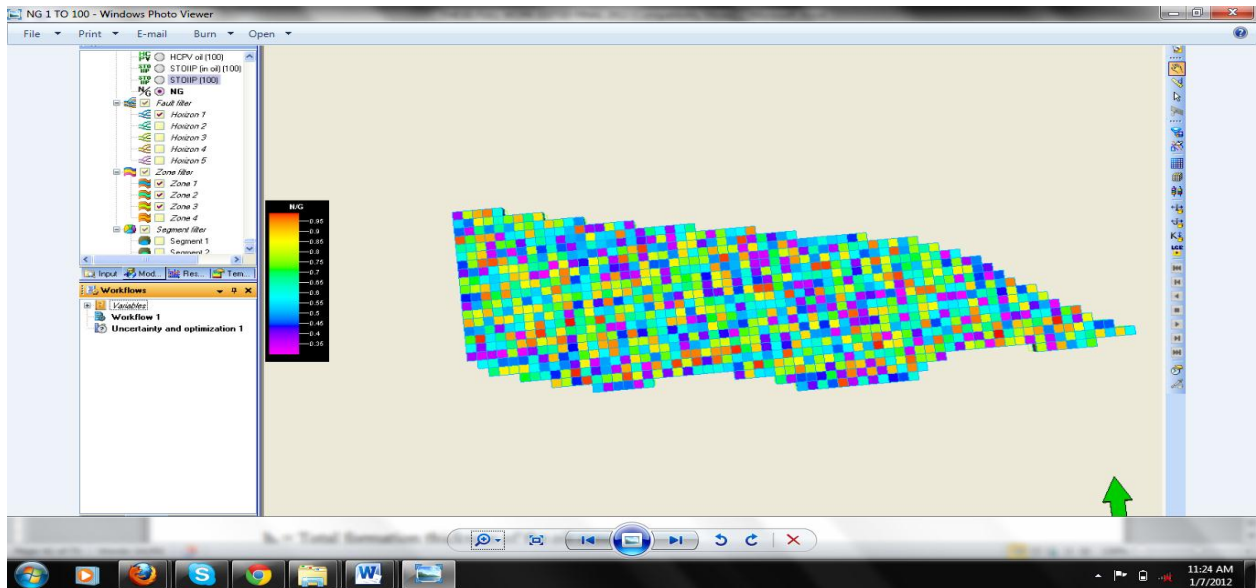 NG 1 TO 100 - Windows Photo Viewer
File Print E-mail Burn Open
HCPV oil (100)
STOIIP (in oil) (100)
STOIIP (100)
N/G NG
Fault filter
Horizon 1
Horizon 2
Horizon 3
Horizon 4
Horizon 5
Zone filter
Zone 1
Zone 2
Zone 3
Zone 4
Segment filter
Segment 1
Segment 2
Input Mod... Res... Tem...
Workflows
Variables
Workflow 1
Uncertainty and optimization 1
N/G
0.95
0.9
0.85
0.8
0.75
0.7
0.65
0.6
0.55
0.5
0.45
0.4
0.35
= Total formation
11:24 AM
1/7/2012